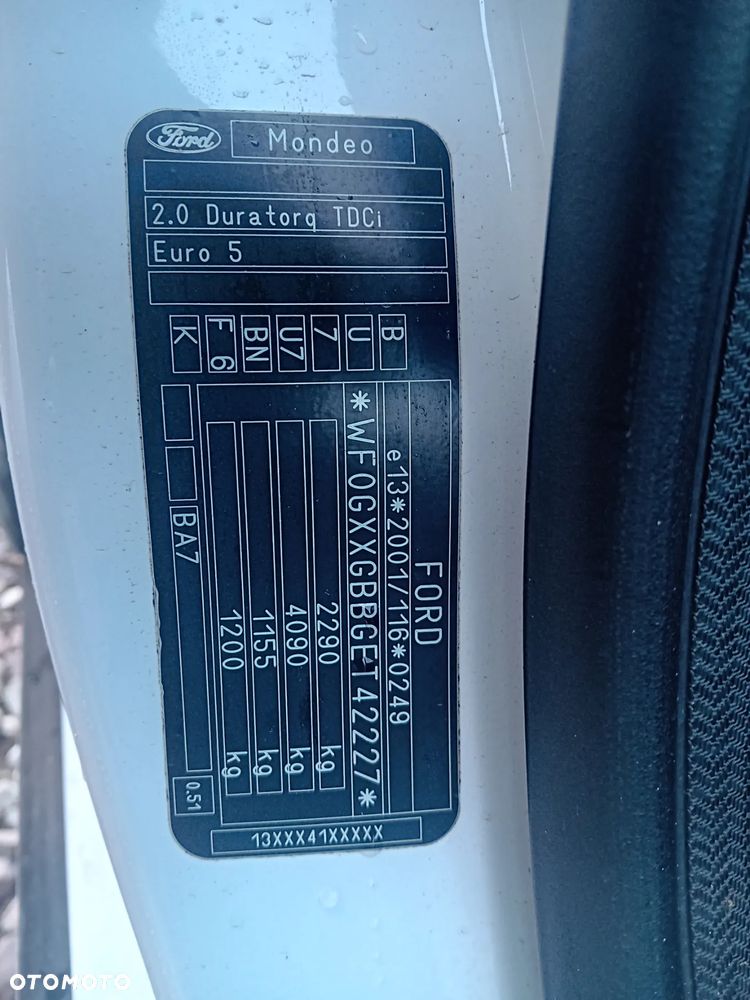 Ford
Mondeo
2.0 Duratorq TDCi
Euro 5
B
U
7
U7
BN
F 6
K
FORD
e13*2001/116*0249
*WF0GXXGBBGET42227*
2290 kg
4090 kg
1155 kg
1200 kg
BA7
0.51
13XXX41XXXXX
OTOMOTO